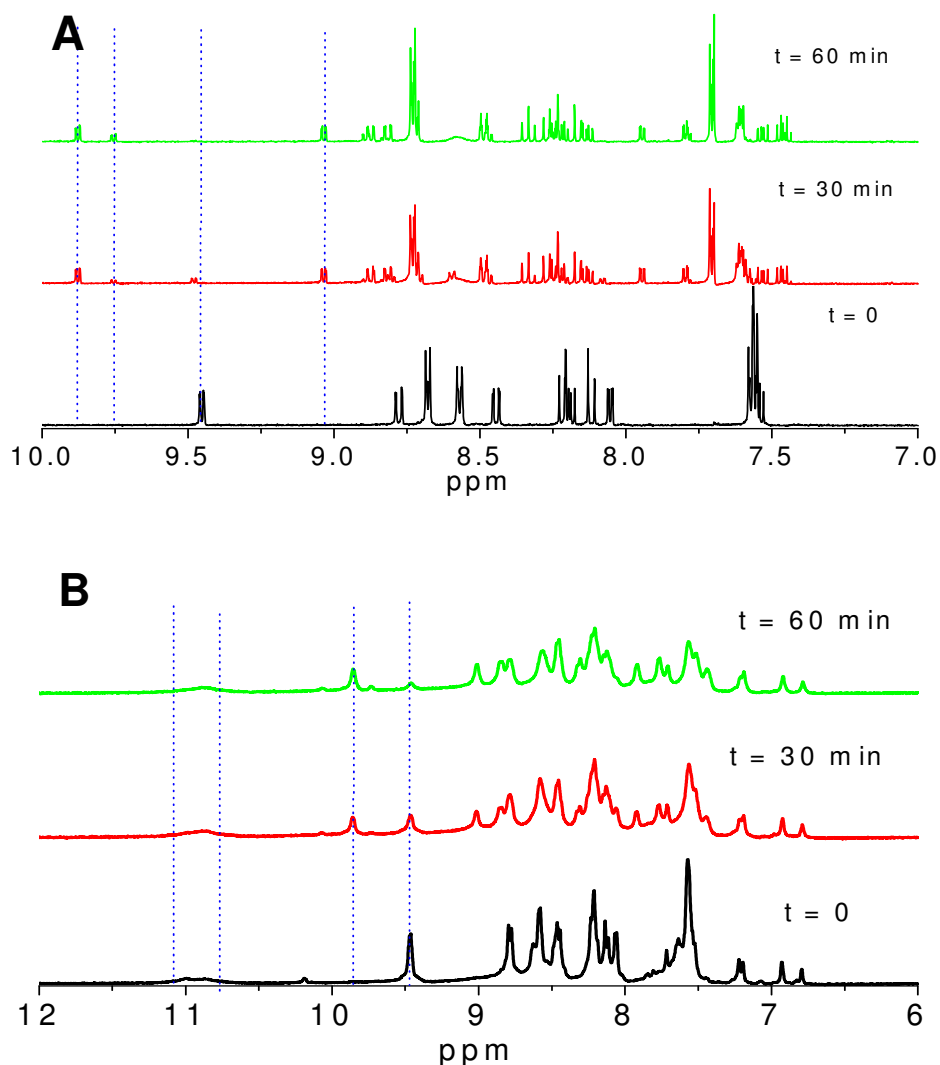 A
t = 60 min
t = 30 min
t = 0
10.0 9.5 9.0 8.5 8.0 7.5 7.0
ppm
B
t = 60 min
t = 30 min
t = 0
12 11 10 9 8 7 6
ppm